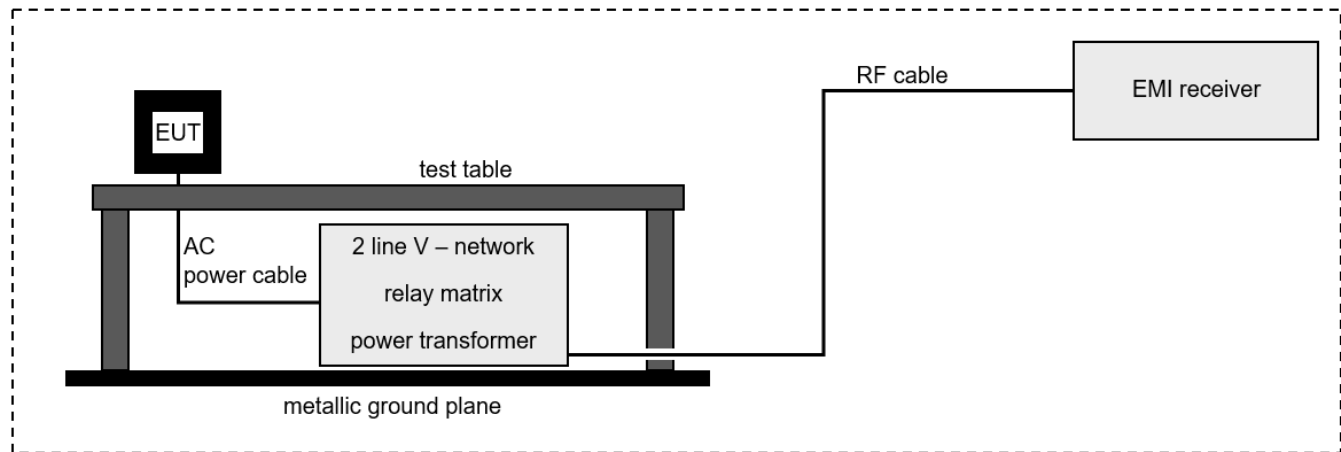 RF cable
EMI receiver
EUT
test table
AC
power cable
2 line V – network
relay matrix
power transformer
metallic ground plane